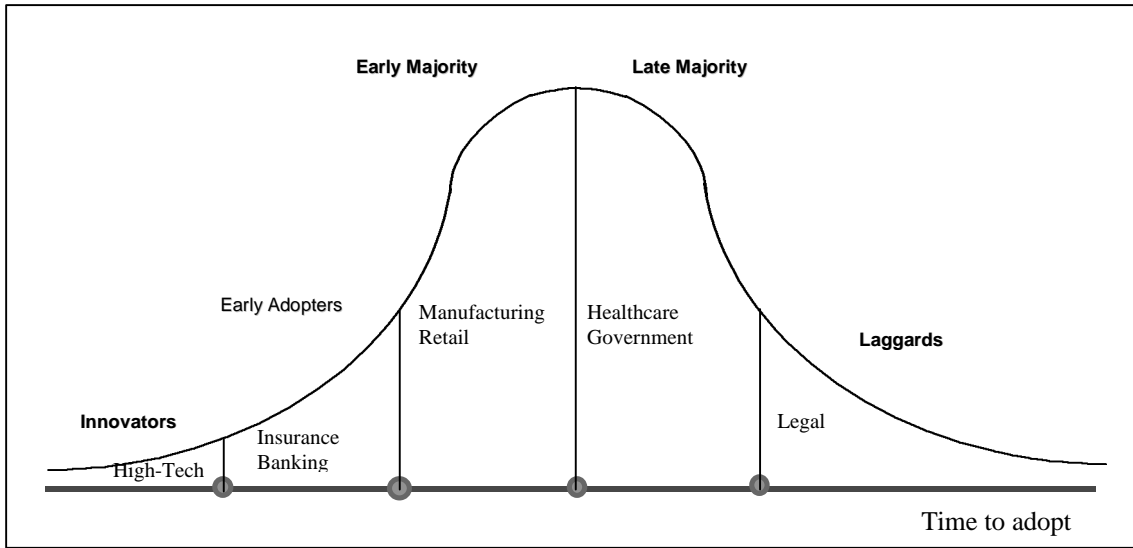 Early Majority
Late Majority
Early Adopters
Manufacturing
Retail
Healthcare
Government
Laggards
Innovators
Insurance
Banking
High-Tech
Legal
Time to adopt